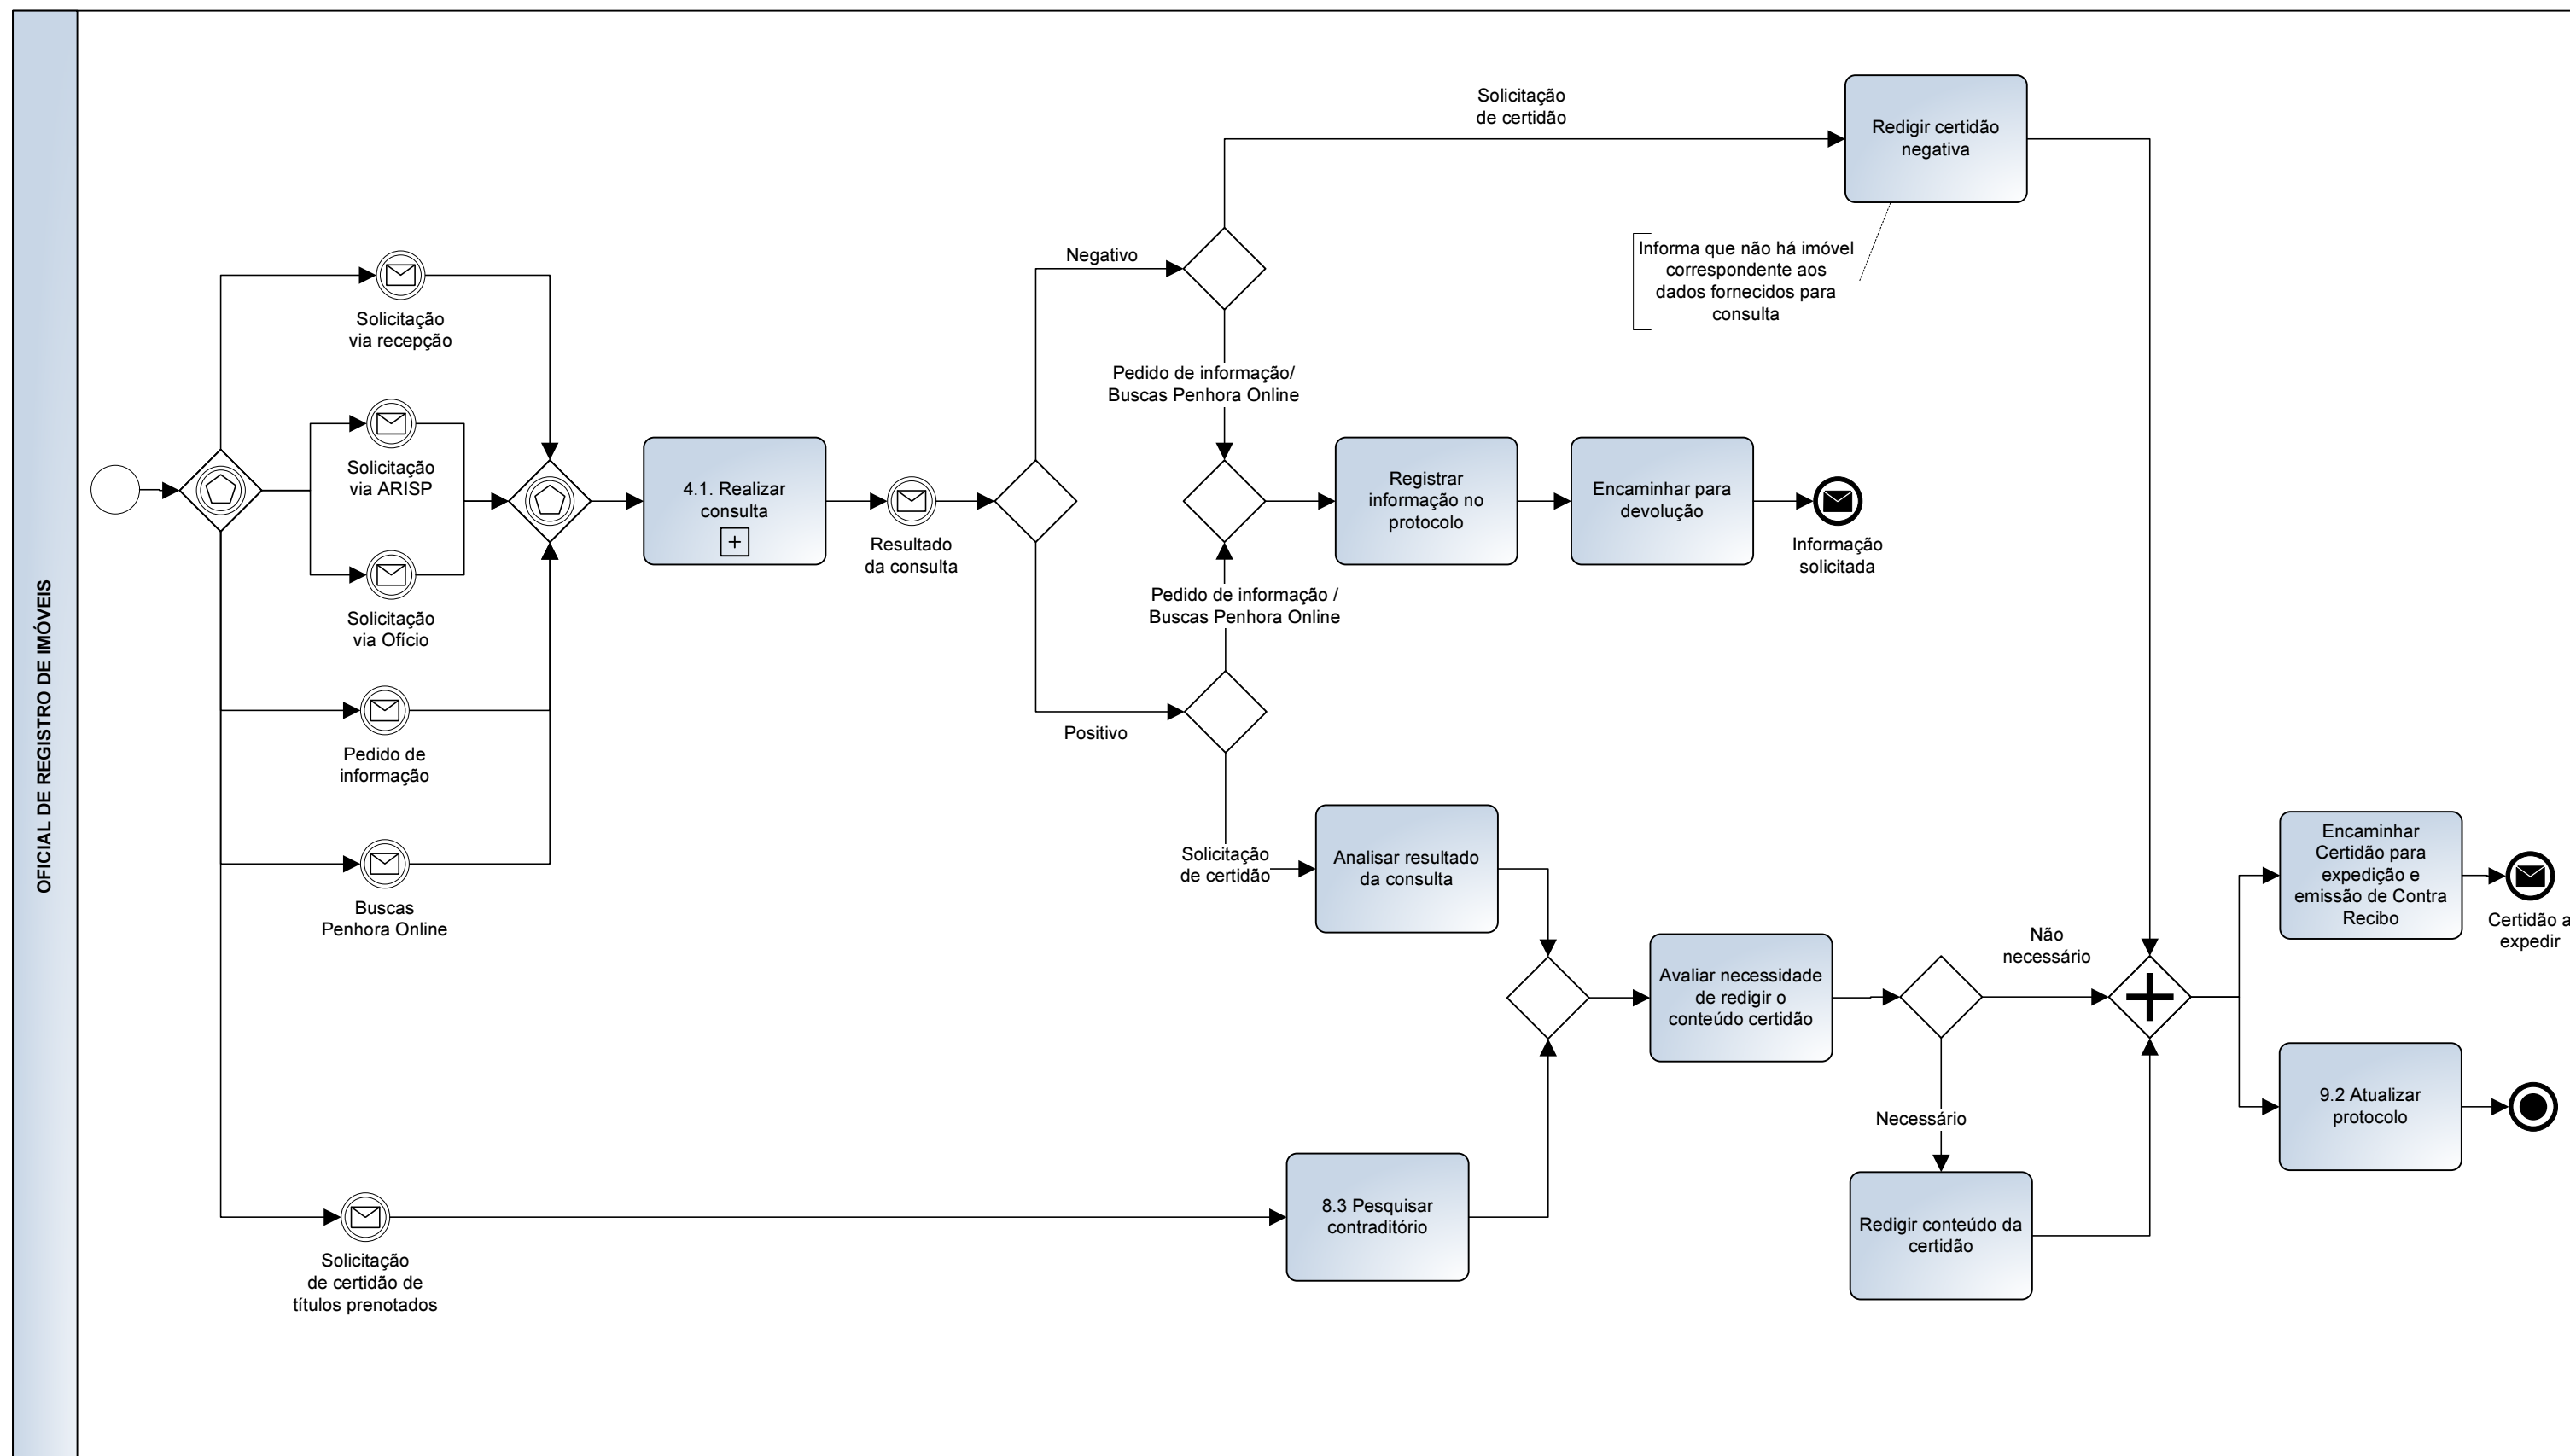 OFICIAL DE REGISTRO DE IMÓVEIS
Solicitação
via recepção
Solicitação
via ARISP
Solicitação
via Ofício
Pedido de
informação
Buscas
Penhora Online
Solicitação
de certidão de
títulos prenotados
4.1. Realizar
consulta
Resultado
da consulta
Negativo
Positivo
Solicitação
de certidão
Redigir certidão
negativa
Informa que não há imóvel
correspondente aos
dados fornecidos para
consulta
Pedido de informação/
Buscas Penhora Online
Registrar
informação no
protocolo
Encaminhar para
devolução
Informação
solicitada
Pedido de informação /
Buscas Penhora Online
Solicitação
de certidão
Analisar resultado
da consulta
8.3 Pesquisar
contraditório
Avaliar necessidade
de redigir o
conteúdo certidão
Não
necessário
Necessário
Redigir conteúdo da
certidão
Encaminhar
Certidão para
expedição e
emissão de Contra
Recibo
Certidão a
expedir
9.2 Atualizar
protocolo